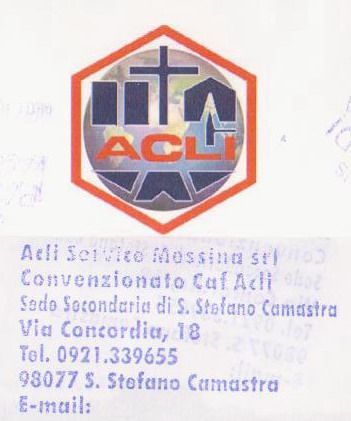 ACLI
Acli Service Messina srl
Convenzionato Caf Acli
Sede Secondaria di S. Stefano Camastra
Via Concordia, 18
Tel. 0921.339655
98077 S. Stefano Camastra
E-mail: